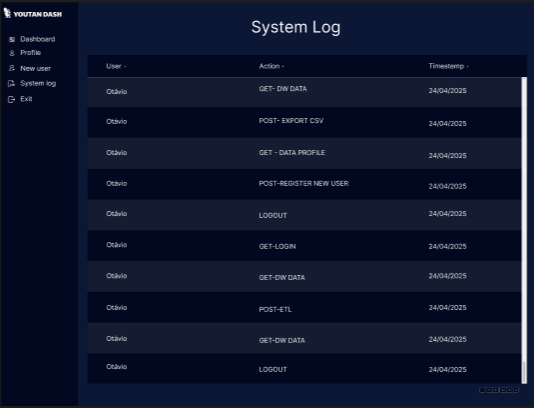 YOUTAN DASH
System Log
Dashboard
Profile
New user
System log
Exit
User - Action - Timestemp -
Otávio GET- DW DATA 24/04/2025
Otávio POST- EXPORT CSV 24/04/2025
Otávio GET - DATA PROFILE 24/04/2025
Otávio POST-REGISTER NEW USER 24/04/2025
Otávio LOGOUT 24/04/2025
Otávio GET-LOGIN 24/04/2025
Otávio GET-DW DATA 24/04/2025
Otávio POST-ETL 24/04/2025
Otávio GET-DW DATA 24/04/2025
Otávio LOGOUT 24/04/2025